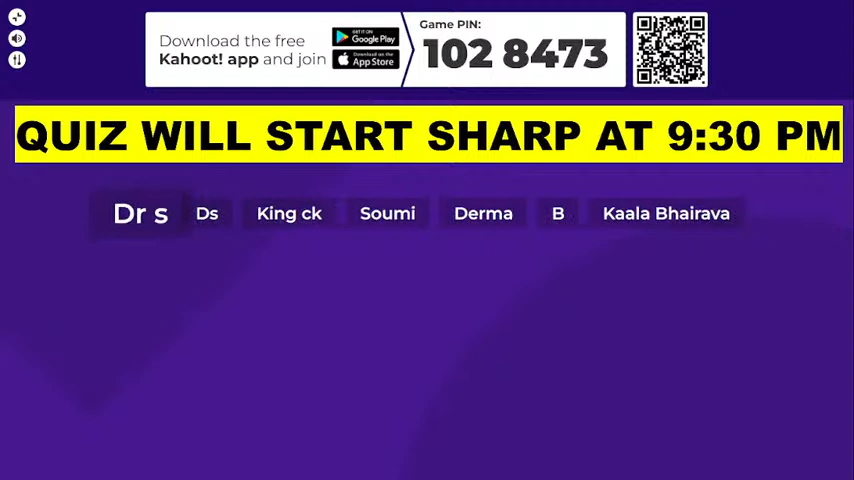 Download the free
Kahoot! app and join
GET IT ON
Google Play
Download on the
App Store
Game PIN:
102 8473
QUIZ WILL START SHARP AT 9:30 PM
Dr s Ds King ck Soumi Derma B Kaala Bhairava